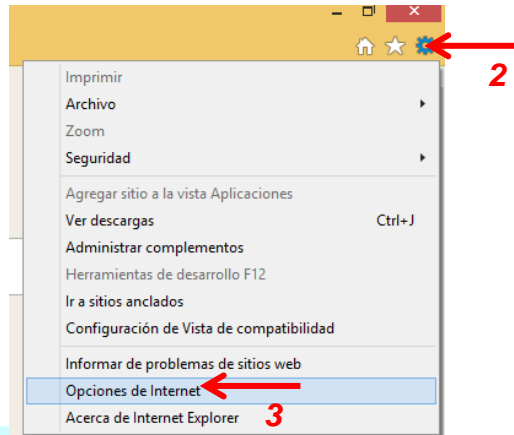 2
Imprimir
Archivo
Zoom
Seguridad
Agregar sitio a la vista Aplicaciones
Ver descargas Ctrl+J
Administrar complementos
Herramientas de desarrollo F12
Ir a sitios anclados
Configuración de Vista de compatibilidad
Informar de problemas de sitios web
Opciones de Internet
Acerca de Internet Explorer 3